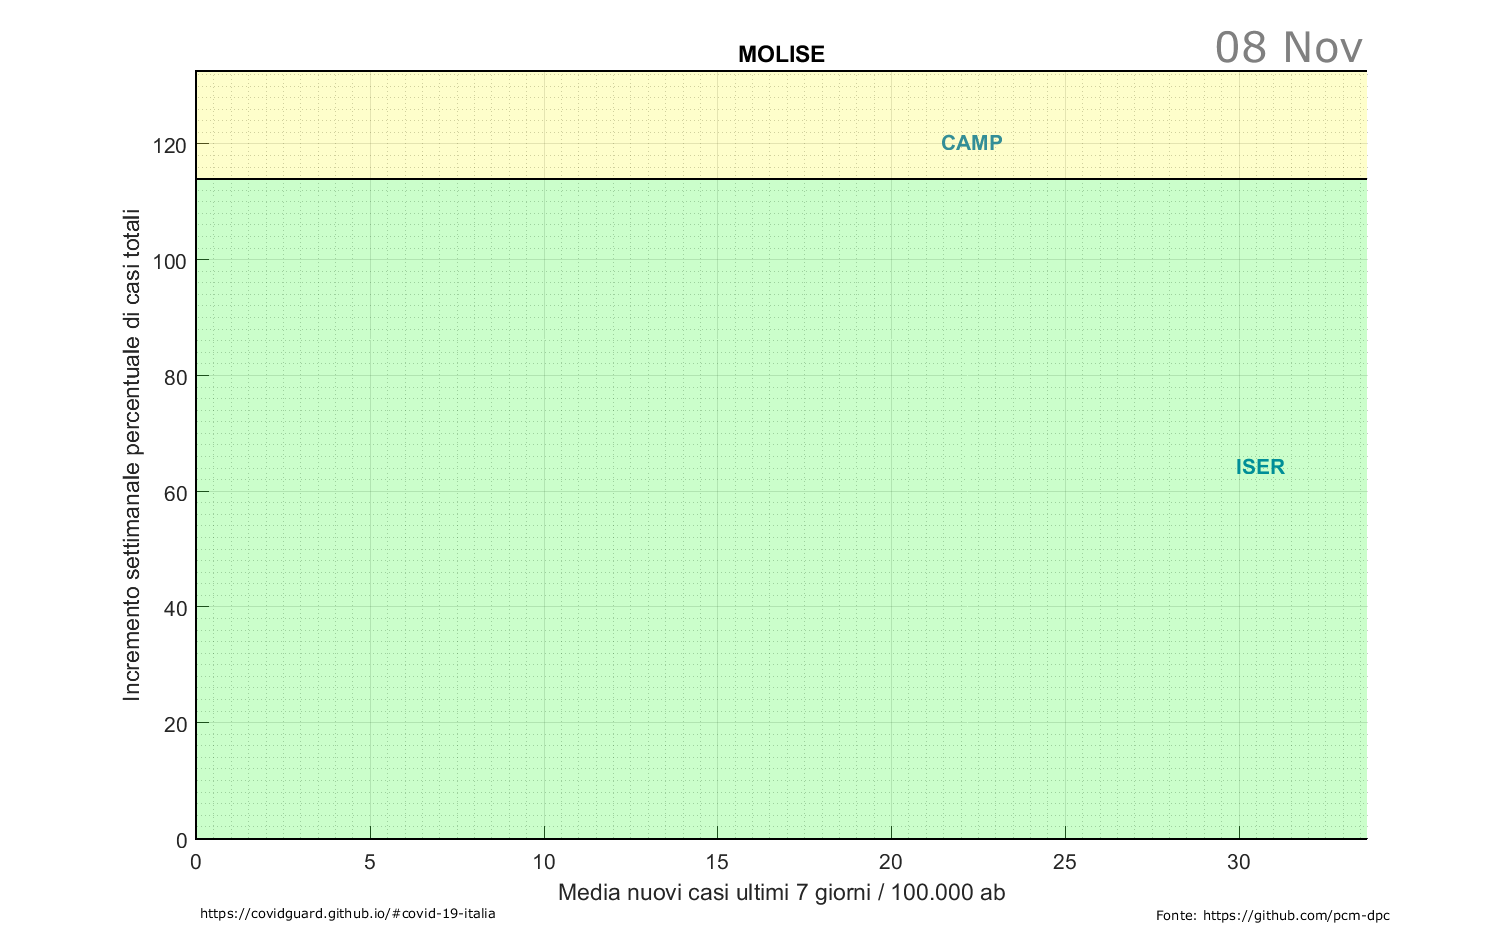 MOLISE
08 Nov
120
100
80
60
40
20
0
Incremento settimanale percentuale di casi totali
CAMP
ISER
0 5 10 15 20 25 30
Media nuovi casi ultimi 7 giorni / 100.000 ab
https://covidguard.github.io/#covid-19-italia
Fonte: https://github.com/pcm-dpc